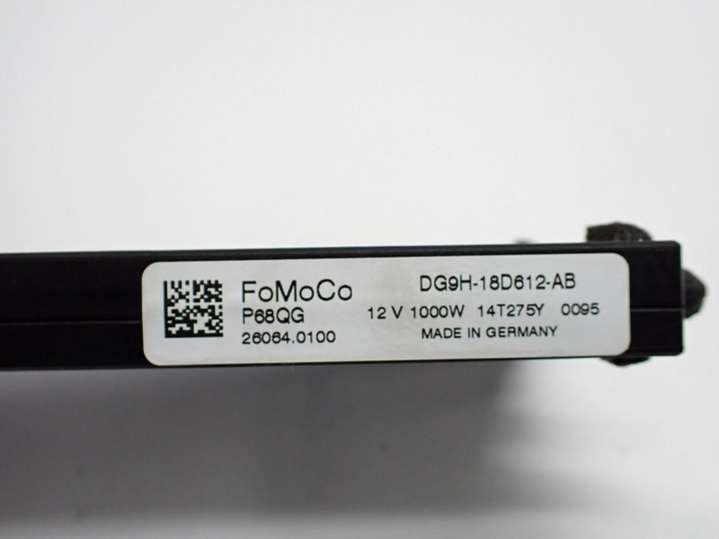 FoMoCo DG9H-18D612-AB
P68QG 12 V 1000W 14T275Y 0095
26064.0100 MADE IN GERMANY